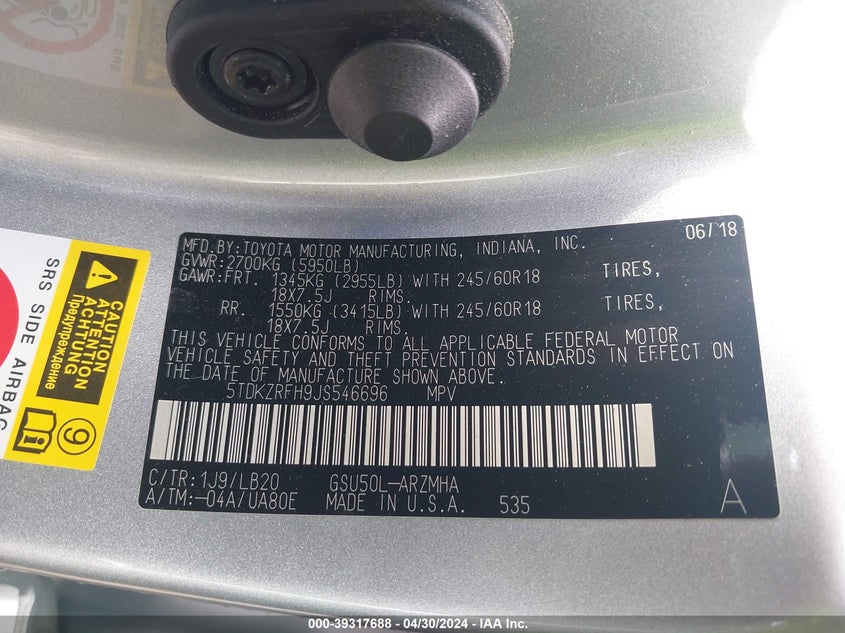 MFD.BY:TOYOTA MOTOR MANUFACTURING, INDIANA, INC. 06/18
GVWR:2700KG (5950LB)
GAWR:FRT. 1345KG (2955LB) WITH 245/60R18 TIRES,
18X7.5J RIMS.
RR. 1550KG (3415LB) WITH 245/60R18 TIRES,
18X7.5J RIMS.
THIS VEHICLE CONFORMS TO ALL APPLICABLE FEDERAL MOTOR
VEHICLE SAFETY AND THEFT PREVENTION STANDARDS IN EFFECT ON
THE DATE OF MANUFACTURE SHOWN ABOVE.
5TDKZRFH9JS546696 MPV
C/TR:1J9/LB20 GSU50L-ARZMHA
A/TM:-04A/UA80E MADE IN U.S.A. 535 A
SRS SIDE AIRBAG
CAUTION
ATTENTION
ACHTUNG
Предупреждение
9
000-39317688 - 04/30/2024 - IAA Inc.